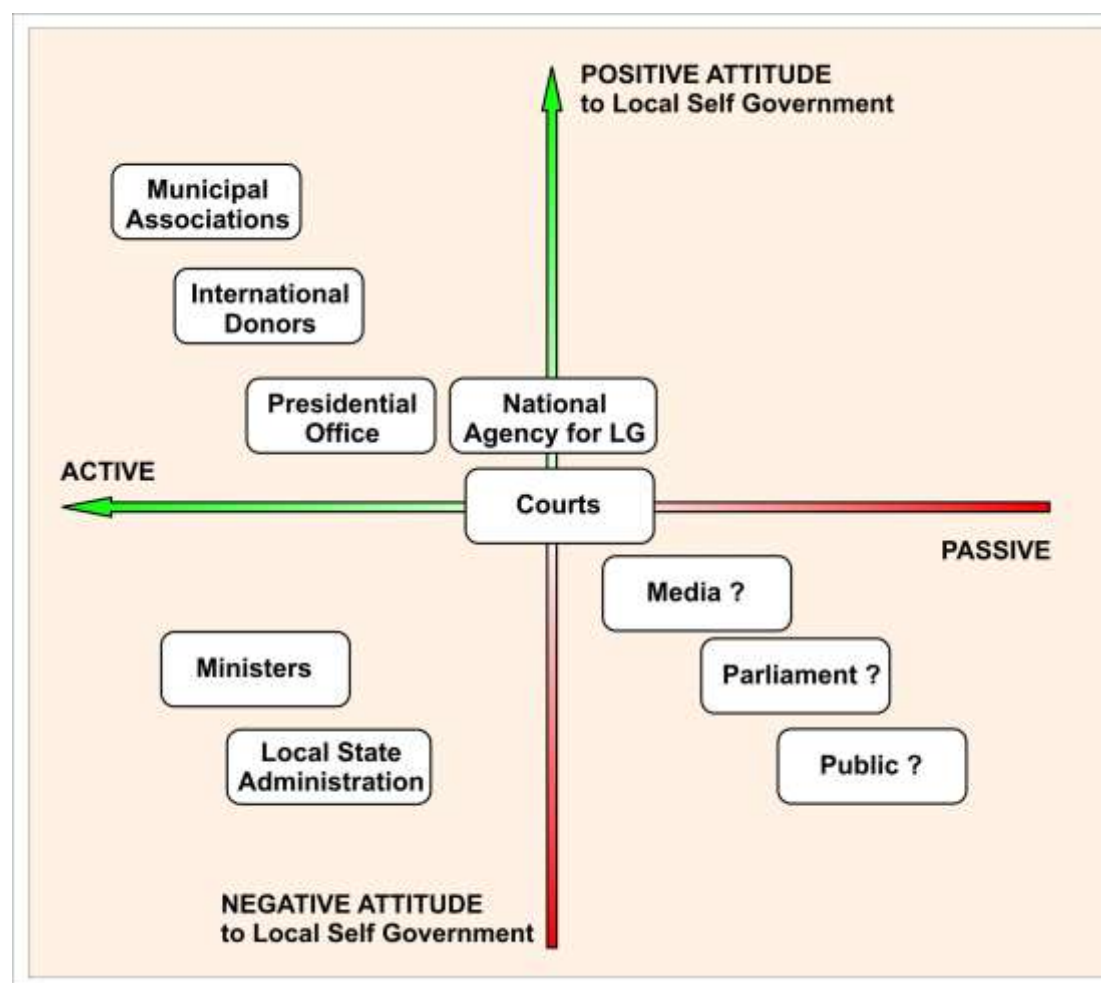 POSITIVE ATTITUDE
to Local Self Government
Municipal
Associations
International
Donors
Presidential
Office
National
Agency for LG
ACTIVE
Courts
PASSIVE
Media ?
Ministers
Parliament ?
Local State
Administration
Public ?
NEGATIVE ATTITUDE
to Local Self Government